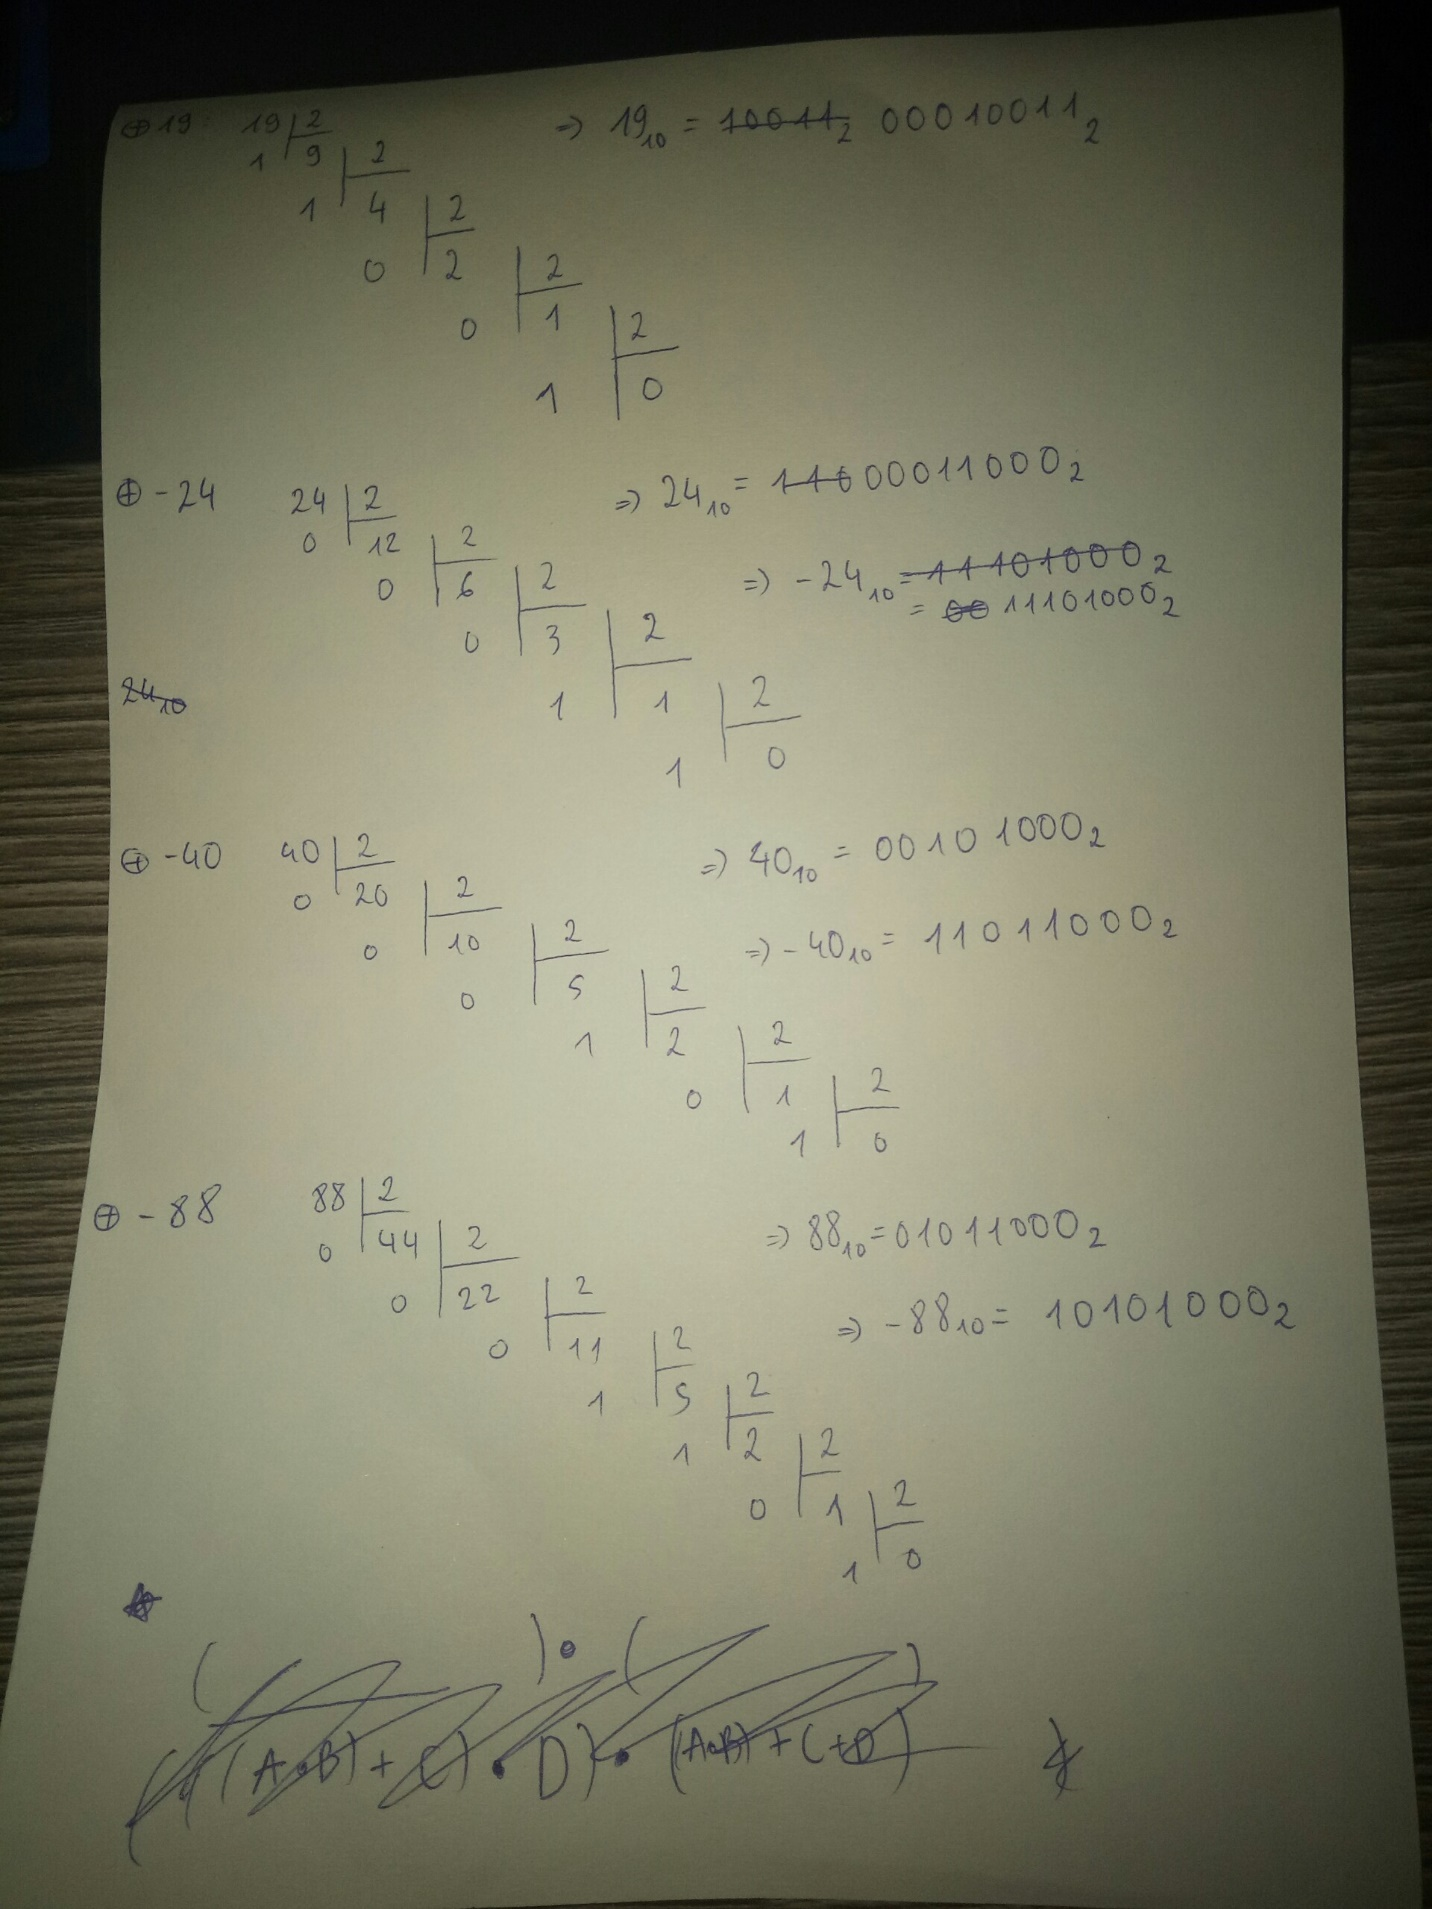 ⊕ 19: 19 | 2 ⇒ 19₁₀ = 10011₂ 00010011₂
1 9 | 2
1 4 | 2
0 2 | 2
0 1 | 2
1 0
⊕ -24 24 | 2 ⇒ 24₁₀ = 110 00011000₂
0 12 | 2 ⇒ -24₁₀ = 11101000₂
0 6 | 2 = 00 11101000₂
0 3 | 2
24₁₀
1 1 | 2
1 0
⊕ -40 40 | 2 ⇒ 40₁₀ = 00101000₂
0 20 | 2 ⇒ -40₁₀ = 11011000₂
0 10 | 2
0 5 | 2
1 2 | 2
0 1 | 2
1 0
⊕ -88 88 | 2 ⇒ 88₁₀ = 01011000₂
0 44 | 2
0 22 | 2 ⇒ -88₁₀ = 10101000₂
0 11 | 2
1 5 | 2
1 2 | 2
0 1 | 2
1 0
( ) • ( )
(((A•B)+C)•D)•((A•B)+C+D)